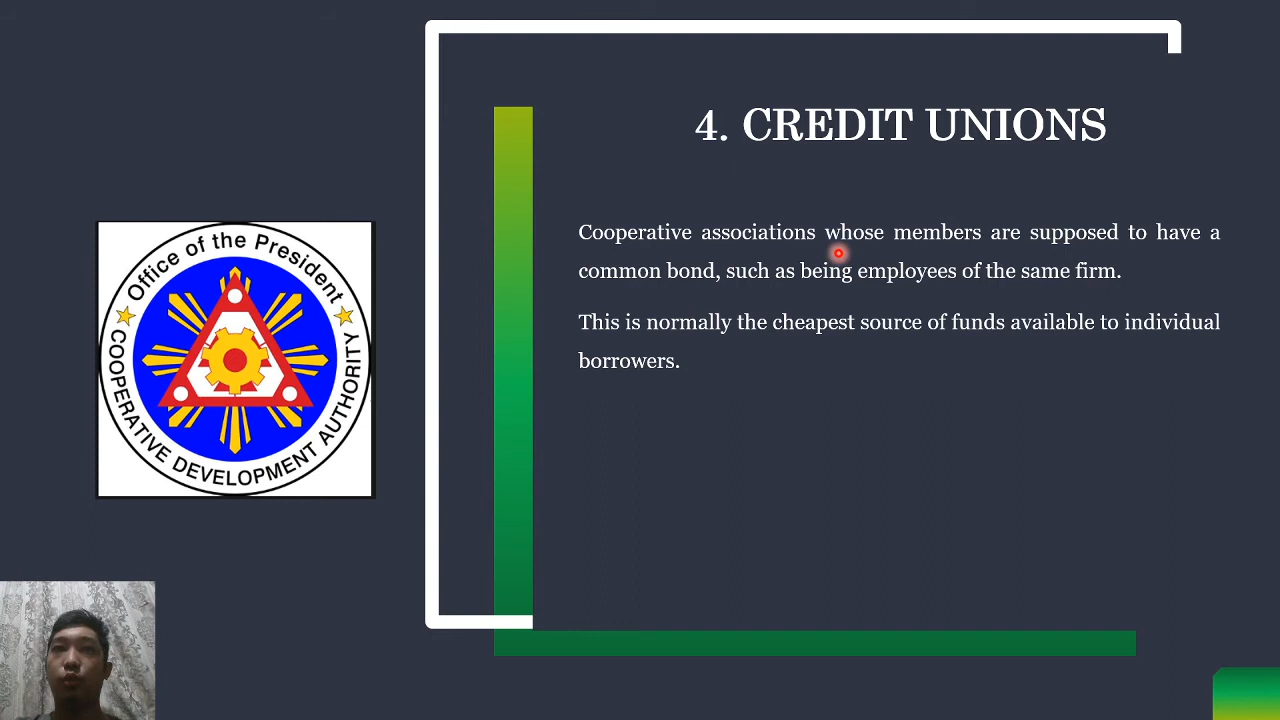 4. CREDIT UNIONS
Cooperative associations whose members are supposed to have a
common bond, such as being employees of the same firm.
This is normally the cheapest source of funds available to individual
borrowers.
Office of the President
COOPERATIVE DEVELOPMENT AUTHORITY